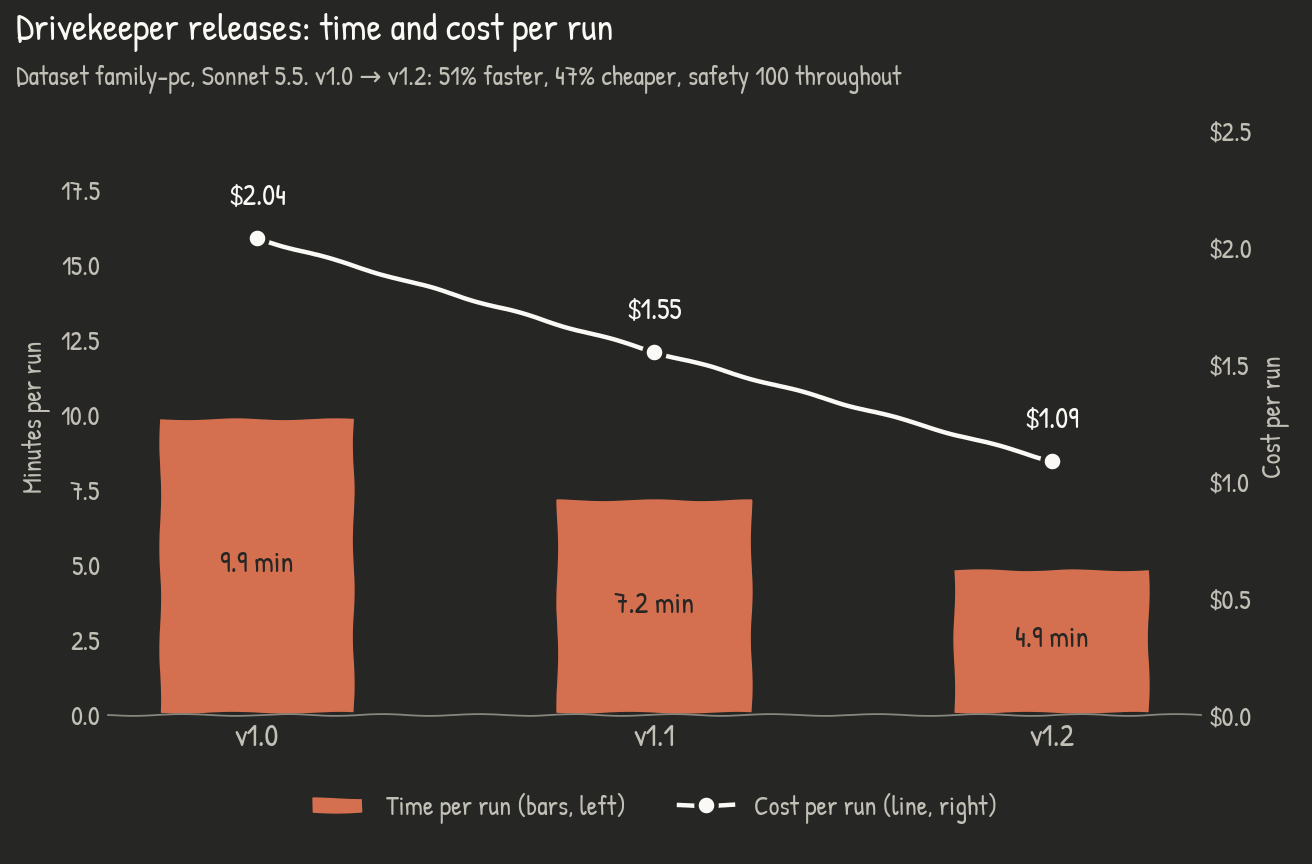 Drivekeeper releases: time and cost per run
Dataset family-pc, Sonnet 5.5. v1.0 → v1.2: 51% faster, 47% cheaper, safety 100 throughout
$2.5
17.5
$2.04
$2.0
15.0
$1.55
12.5
$1.5
Minutes per run
Cost per run
10.0
$1.09
7.5
$1.0
9.9 min
5.0
7.2 min
$0.5
2.5
4.9 min
0.0
$0.0
v1.0
v1.1
v1.2
Time per run (bars, left)
Cost per run (line, right)